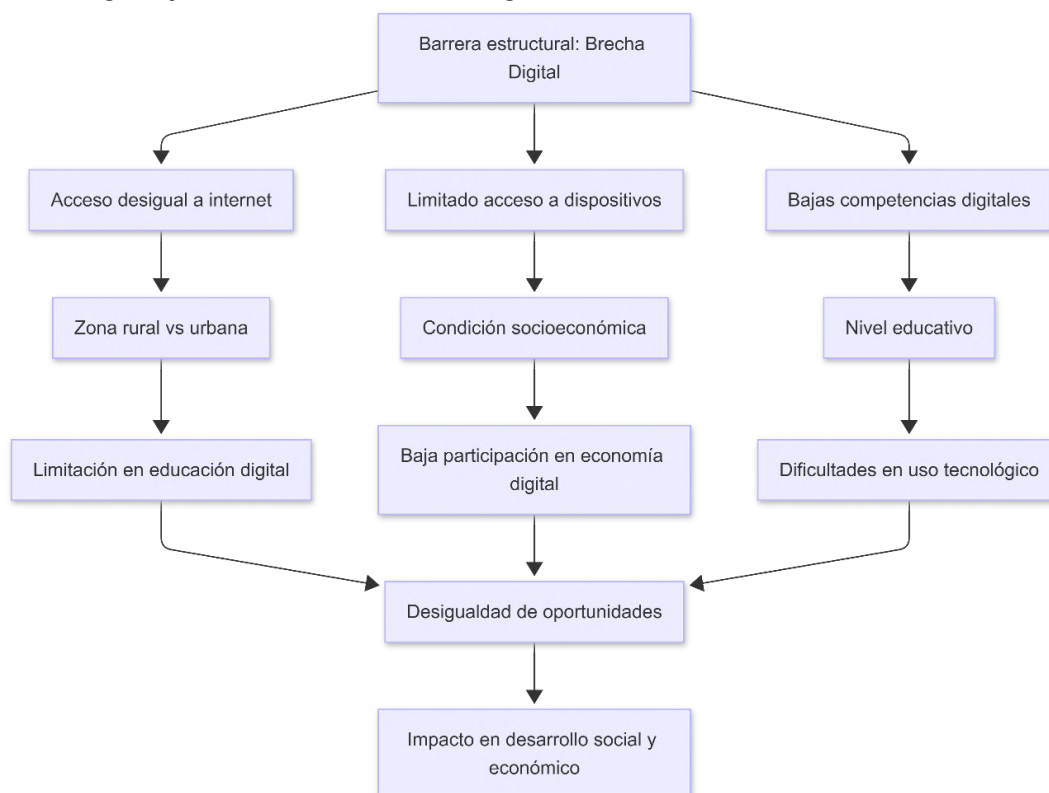 Barrera estructural: Brecha
Digital
Acceso desigual a internet
Limitado acceso a dispositivos
Bajas competencias digitales
Zona rural vs urbana
Condición socioeconómica
Nivel educativo
Limitación en educación digital
Baja participación en economía
digital
Dificultades en uso tecnológico
Desigualdad de oportunidades
Impacto en desarrollo social y
económico